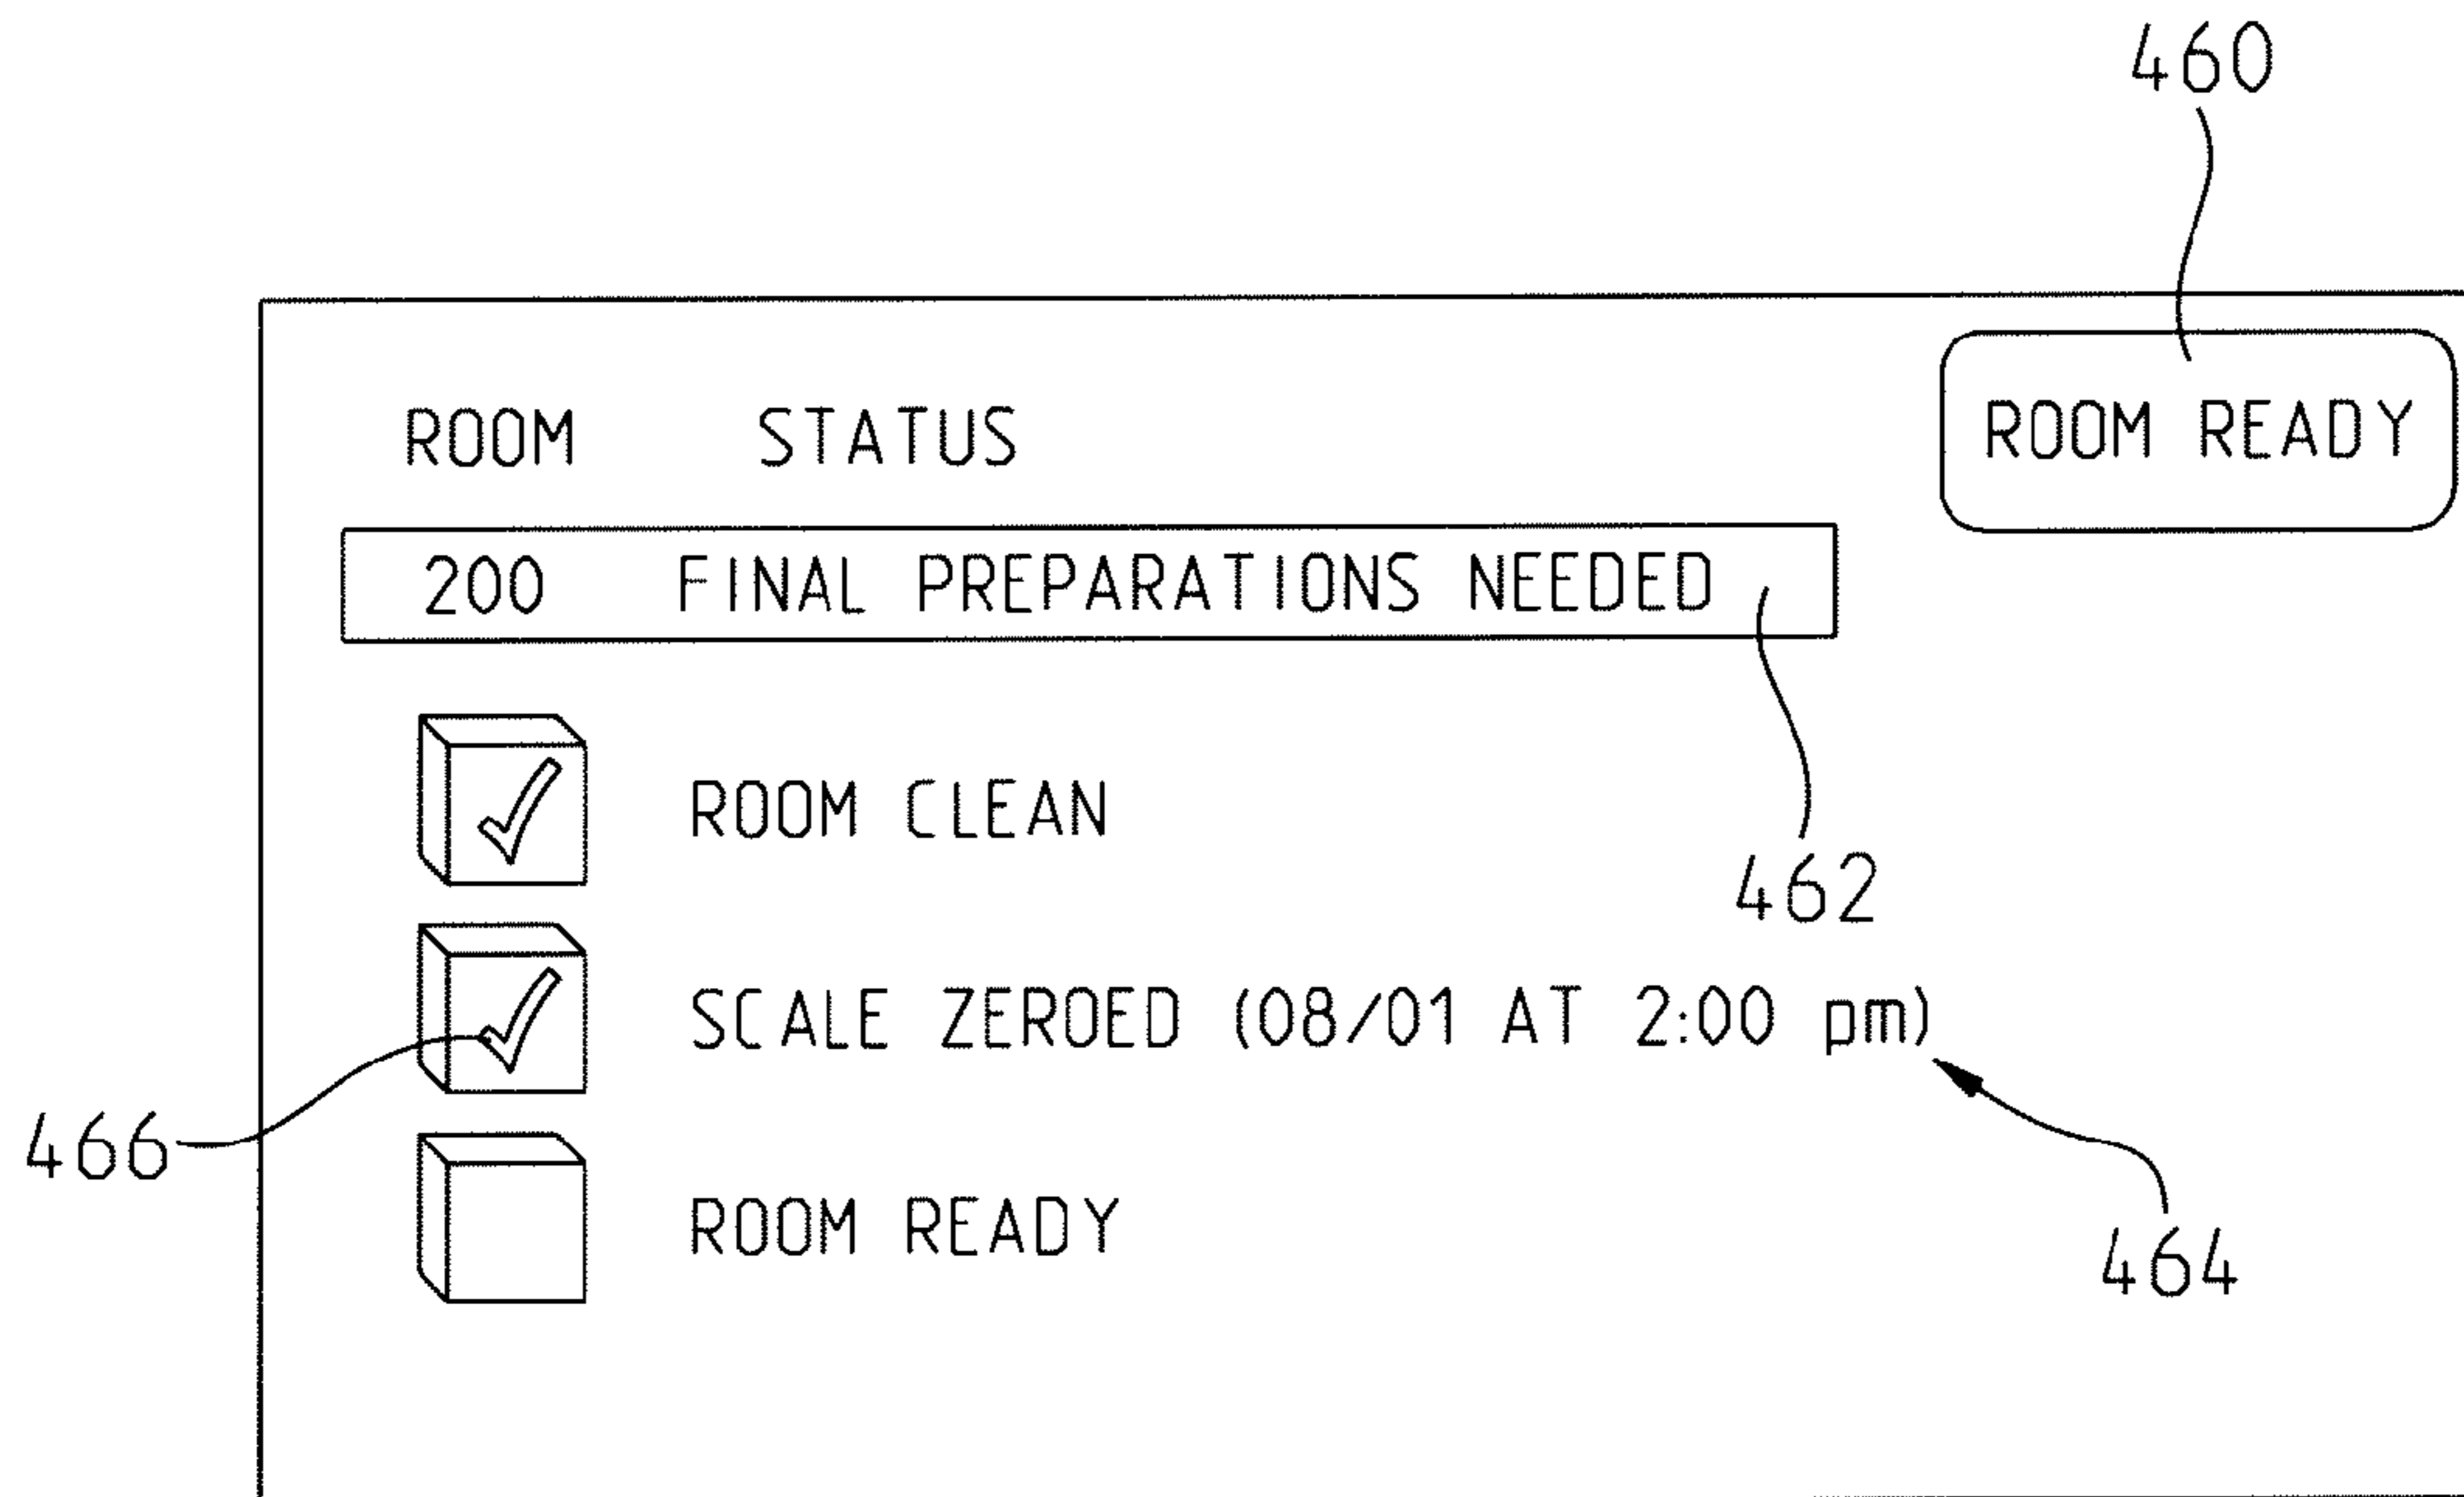 460
ROOM STATUS ROOM READY
200 FINAL PREPARATIONS NEEDED
ROOM CLEAN
462
SCALE ZEROED (08/01 AT 2:00 pm)
466
ROOM READY
464